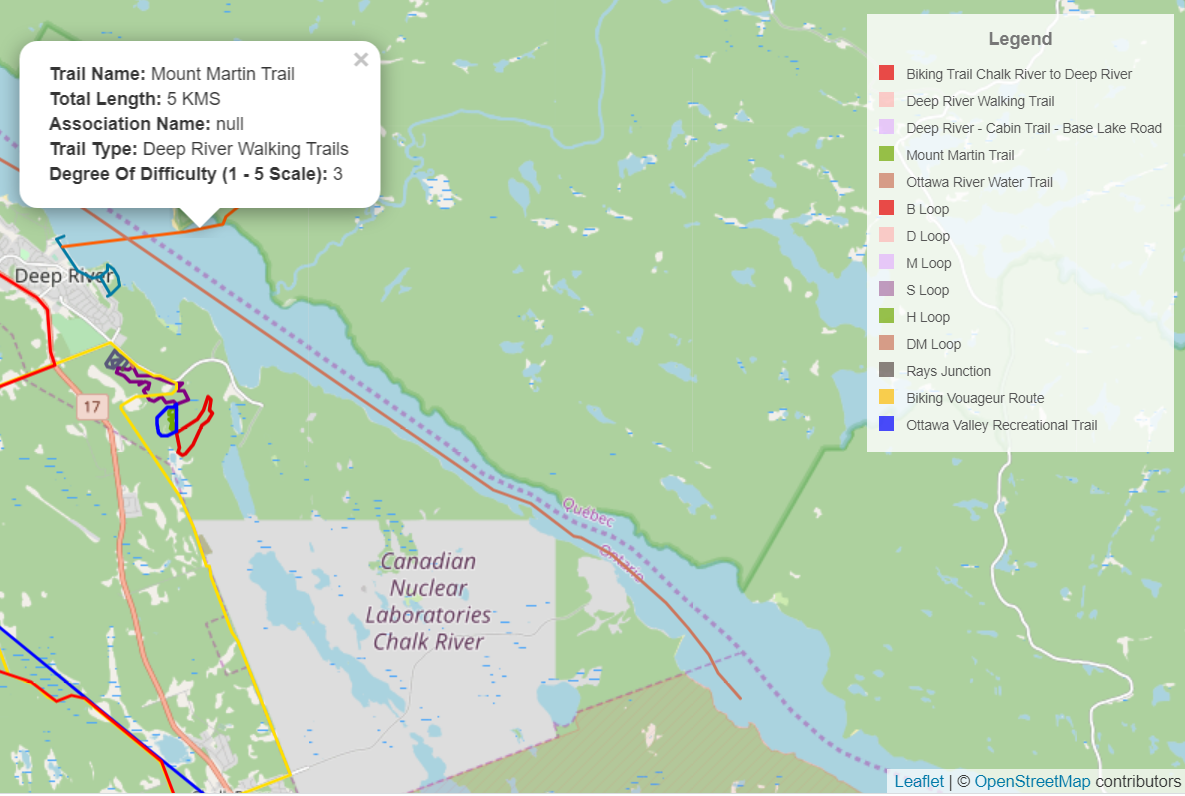 Trail Name: Mount Martin Trail
Total Length: 5 KMS
Association Name: null
Trail Type: Deep River Walking Trails
Degree Of Difficulty (1 - 5 Scale): 3
×
Legend
Biking Trail Chalk River to Deep River
Deep River Walking Trail
Deep River - Cabin Trail - Base Lake Road
Mount Martin Trail
Ottawa River Water Trail
B Loop
D Loop
M Loop
S Loop
H Loop
DM Loop
Rays Junction
Biking Vouageur Route
Ottawa Valley Recreational Trail
Deep River
17
Québec
Ontario
Canadian
Nuclear
Laboratories
Chalk River
Leaflet | © OpenStreetMap contributors